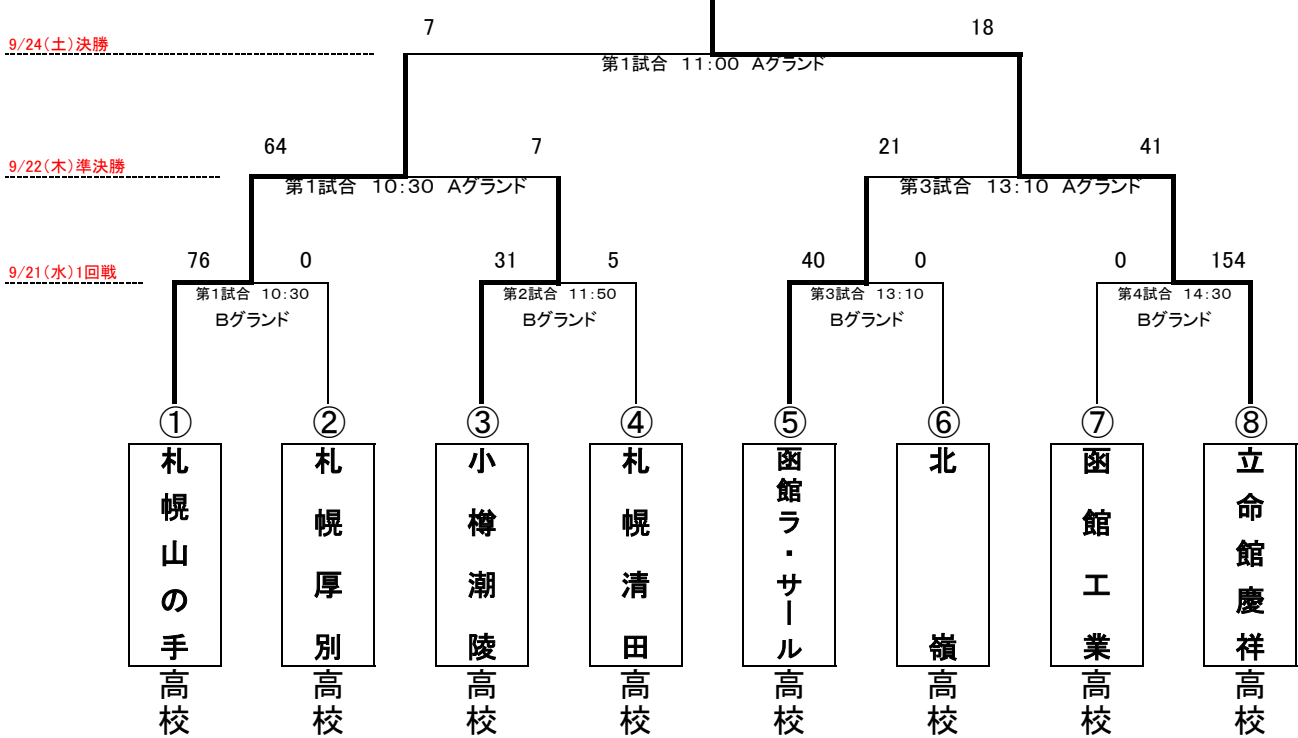 7 18
9/24(土)決勝
第1試合 11:00 Aグランド
64 7 21 41
9/22(木)準決勝
第1試合 10:30 Aグランド 第3試合 13:10 Aグランド
76 0 31 5 40 0 0 154
9/21(水)1回戦
第1試合 10:30 第2試合 11:50 第3試合 13:10 第4試合 14:30
Bグランド Bグランド Bグランド Bグランド
① ② ③ ④ ⑤ ⑥ ⑦ ⑧
札幌山の手高校
札幌厚別高校
小樽潮陵高校
札幌清田高校
函館ラ・サール高校
北嶺高校
函館工業高校
立命館慶祥高校